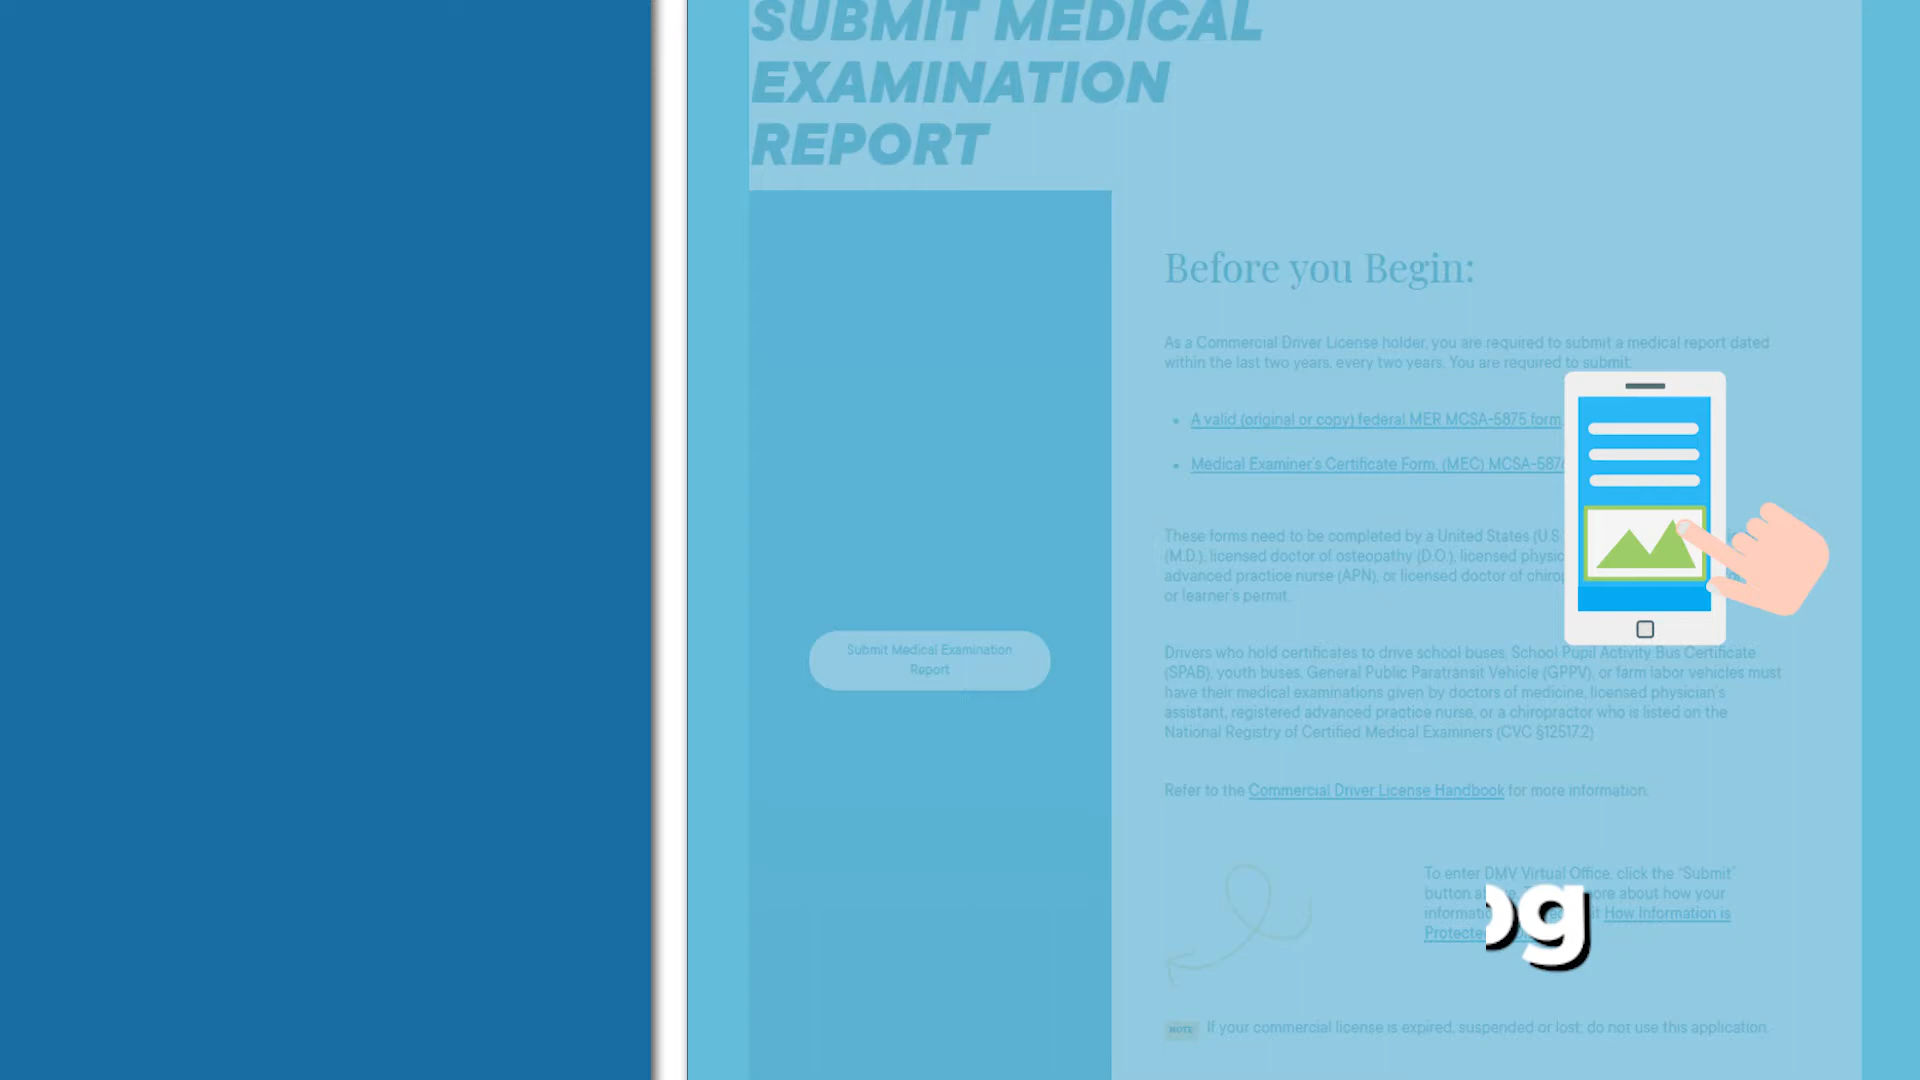 SUBMIT MEDICAL
EXAMINATION
REPORT
Submit Medical Examination
Report
Before you Begin:
As a Commercial Driver License holder, you are required to submit a medical report dated
within the last two years, every two years. You are required to submit:
A valid (original or copy) federal MER MCSA-5875 form
Medical Examiner's Certificate Form, (MEC) MCSA-587
These forms need to be completed by a United States (U.S
(M.D.), licensed doctor of osteopathy (D.O.), licensed
advanced practice nurse (APN), or licensed doctor of
or learner's permit.
Drivers who hold certificates to drive school buses, School Pupil Activity Bus Certificate
(SPAB), youth buses, General Public Paratransit Vehicle (GPPV), or farm labor vehicles must
have their medical examinations given by doctors of medicine, licensed physician's
assistant, registered advanced practice nurse, or a chiropractor who is listed on the
National Registry of Certified Medical Examiners (CVC §12517.2)
Refer to the Commercial Driver License Handbook for more information.
To enter DMV Virtual Office, click the "Submit"
button about how your
How Information is
og
NOTE If your commercial license is expired, suspended or lost; do not use this application.